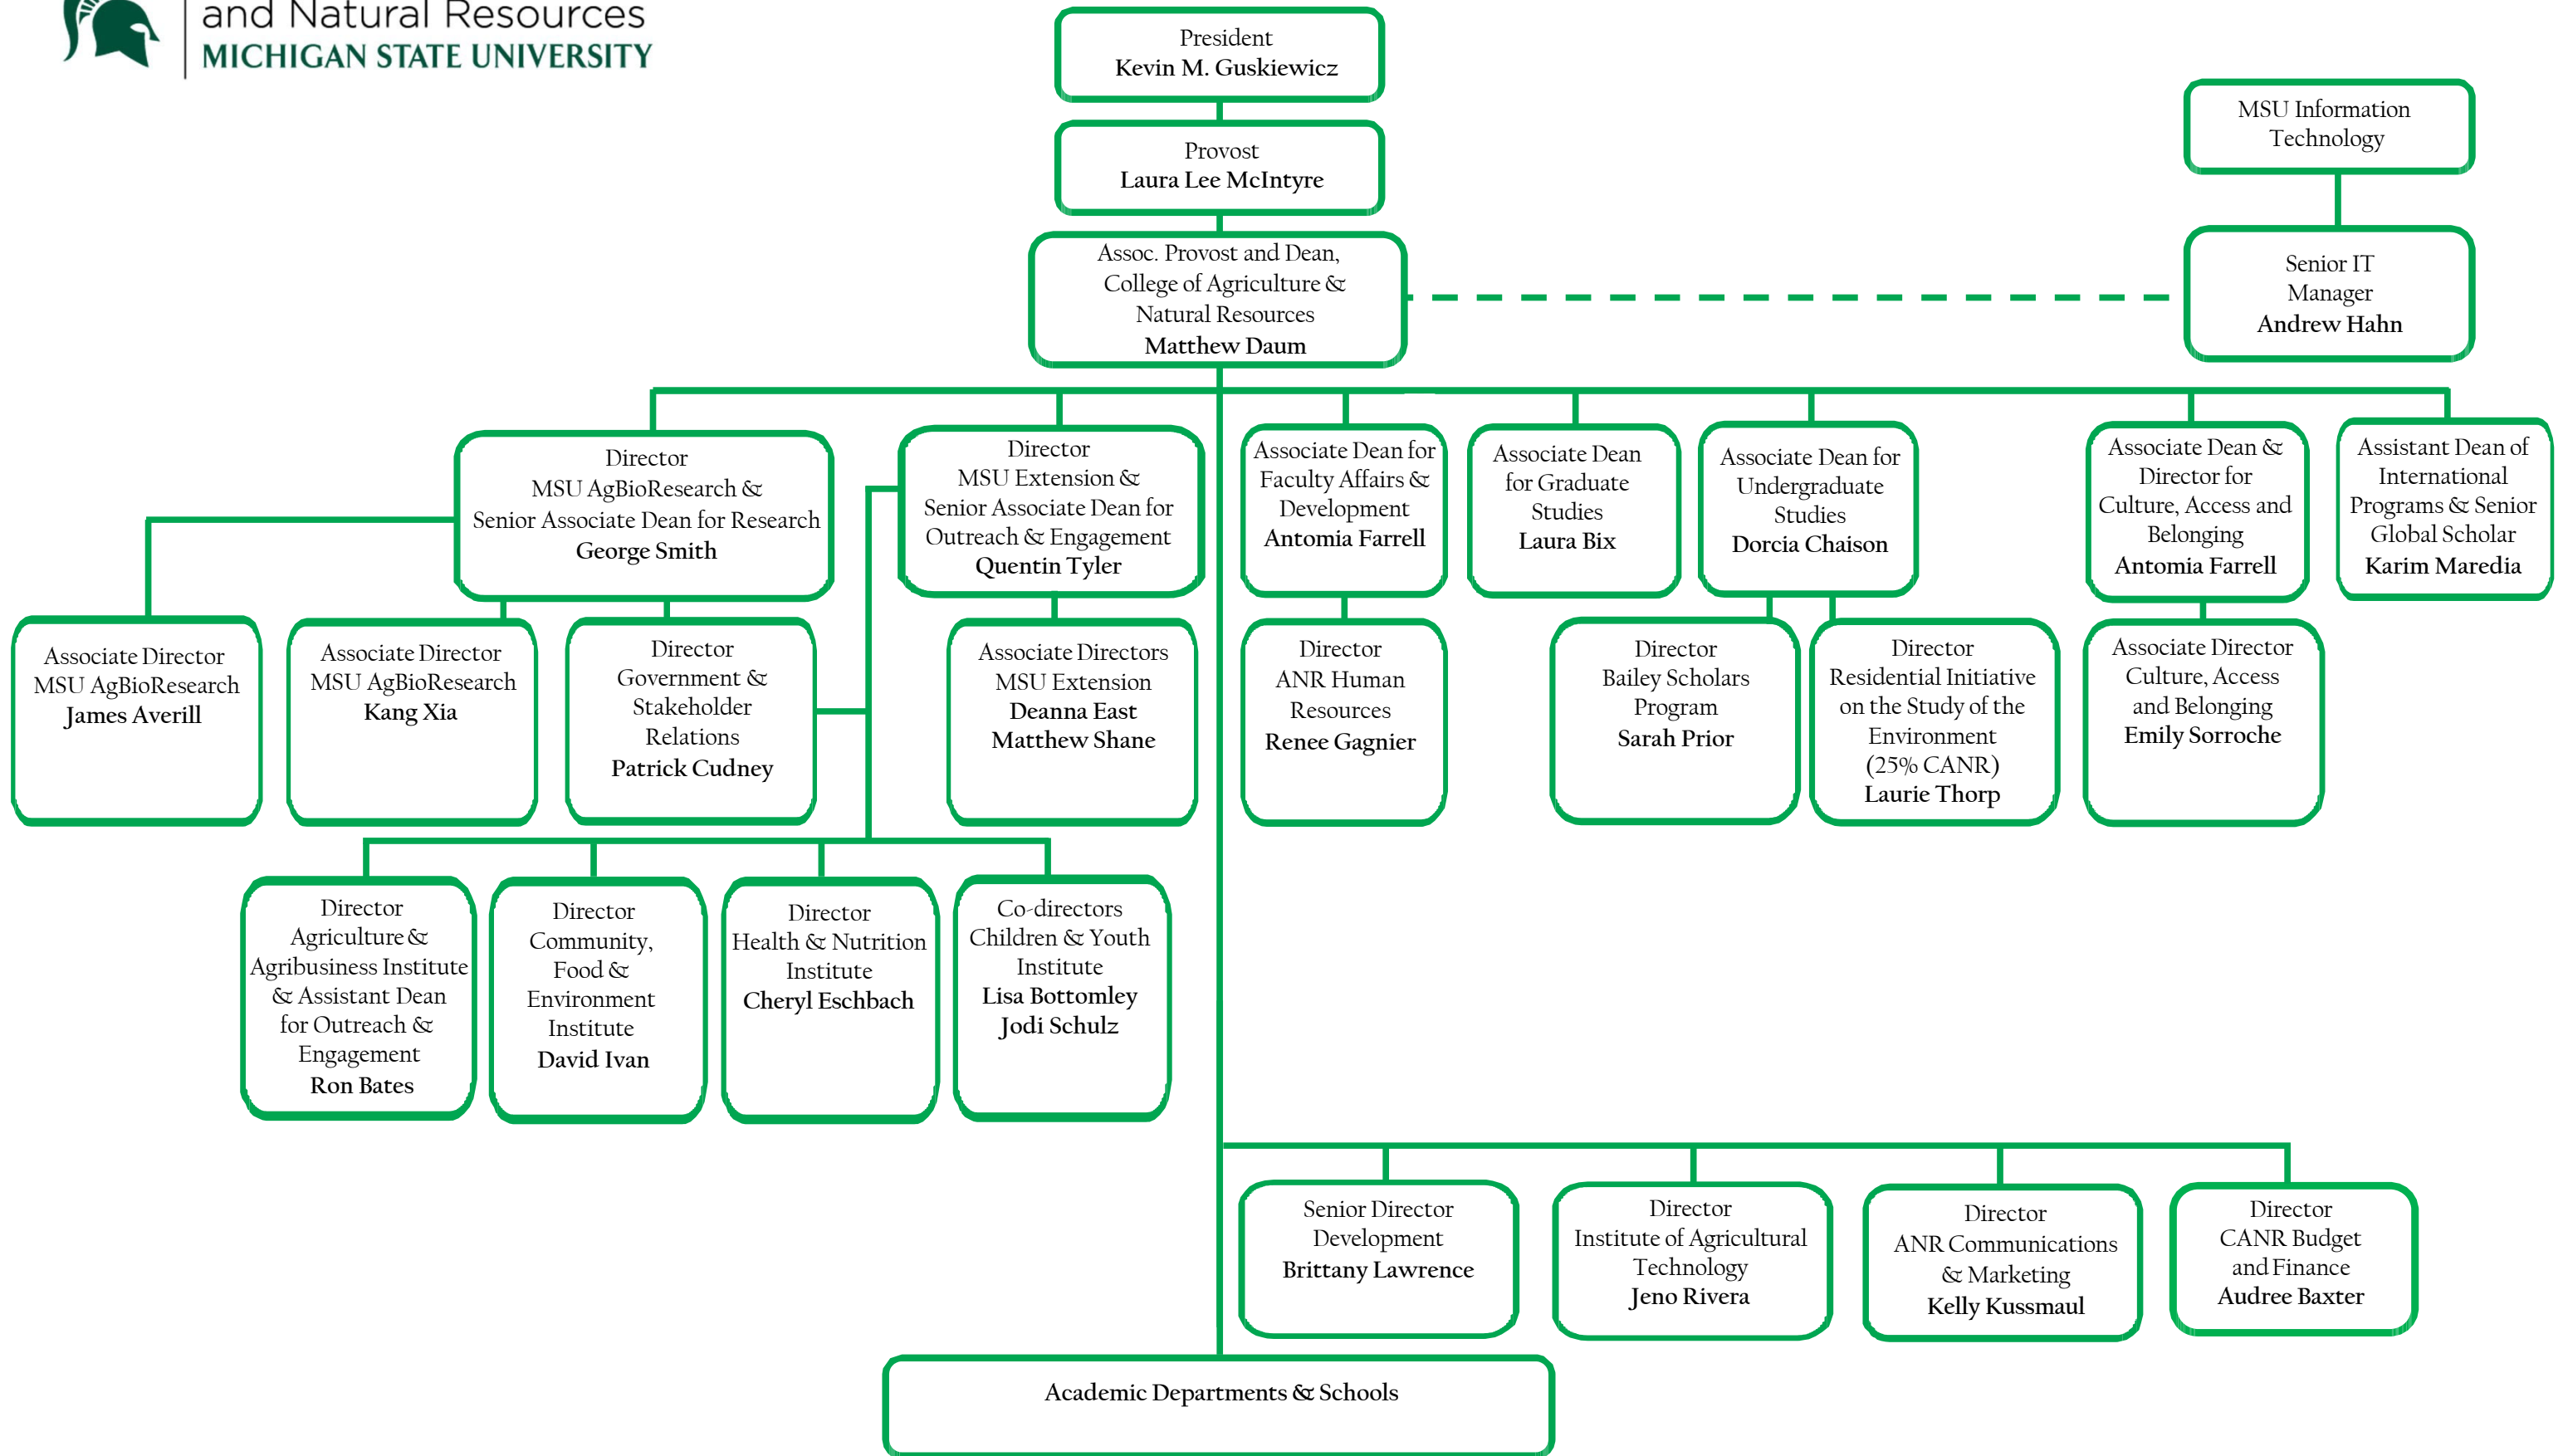 and Natural Resources
MICHIGAN STATE UNIVERSITY
President
Kevin M. Guskiewicz
Provost
Laura Lee McIntyre
Assoc. Provost and Dean,
College of Agriculture &
Natural Resources
Matthew Daum
MSU Information
Technology
Senior IT
Manager
Andrew Hahn
Director
MSU AgBioResearch &
Senior Associate Dean for Research
George Smith
Director
MSU Extension &
Senior Associate Dean for
Outreach & Engagement
Quentin Tyler
Associate Dean for
Faculty Affairs &
Development
Antomia Farrell
Associate Dean
for Graduate
Studies
Laura Bix
Associate Dean for
Undergraduate
Studies
Dorcia Chaison
Associate Dean &
Director for
Culture, Access and
Belonging
Antomia Farrell
Assistant Dean of
International
Programs & Senior
Global Scholar
Karim Maredia
Associate Director
MSU AgBioResearch
James Averill
Associate Director
MSU AgBioResearch
Kang Xia
Director
Government &
Stakeholder
Relations
Patrick Cudney
Associate Directors
MSU Extension
Deanna East
Matthew Shane
Director
ANR Human
Resources
Renee Gagnier
Director
Bailey Scholars
Program
Sarah Prior
Director
Residential Initiative
on the Study of the
Environment
(25% CANR)
Laurie Thorp
Associate Director
Culture, Access
and Belonging
Emily Sorroche
Director
Agriculture &
Agribusiness Institute
& Assistant Dean
for Outreach &
Engagement
Ron Bates
Director
Community,
Food &
Environment
Institute
David Ivan
Director
Health & Nutrition
Institute
Cheryl Eschbach
Co-directors
Children & Youth
Institute
Lisa Bottomley
Jodi Schulz
Senior Director
Development
Brittany Lawrence
Director
Institute of Agricultural
Technology
Jeno Rivera
Director
ANR Communications
& Marketing
Kelly Kussmaul
Director
CANR Budget
and Finance
Audree Baxter
Academic Departments & Schools